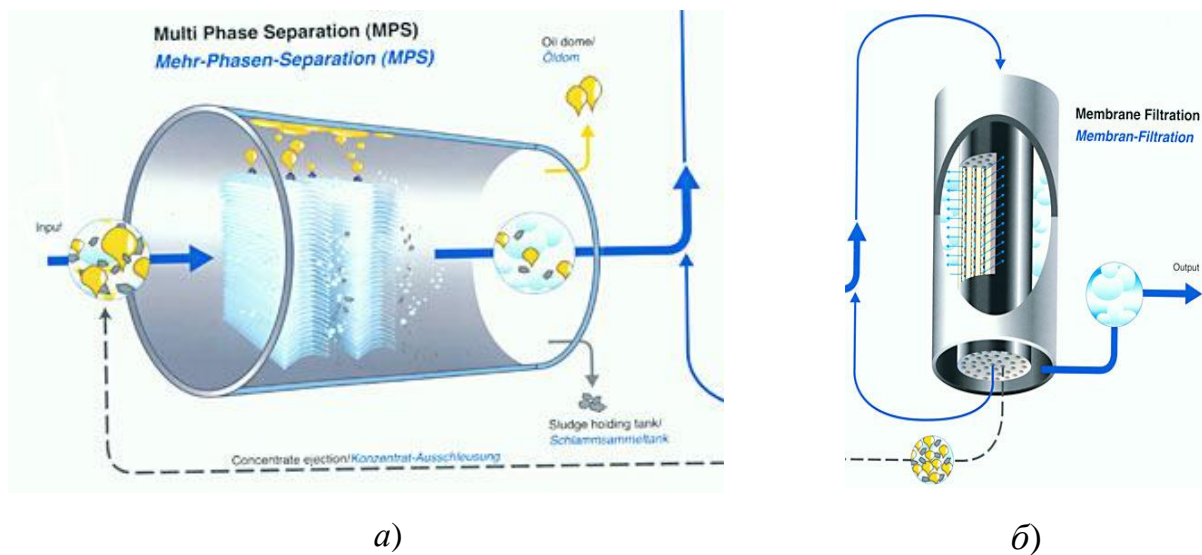 Multi Phase Separation (MPS)
Mehr-Phasen-Separation (MPS)
Oil dome/
Öldom
Input
Sludge hoiding tank/
Schlammsammeltank
Concentrate ejection/Konzentrat-Ausschleusung
а)
Membrane Filtration
Membran-Filtration
Output
б)